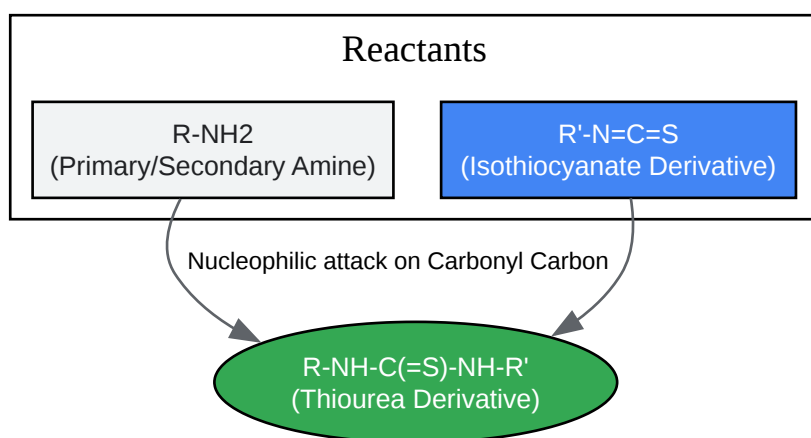 Reactants
R-NH2
(Primary/Secondary Amine)
R'-N=C=S
(Isothiocyanate Derivative)
Nucleophilic attack on Carbonyl Carbon
R-NH-C(=S)-NH-R'
(Thiourea Derivative)